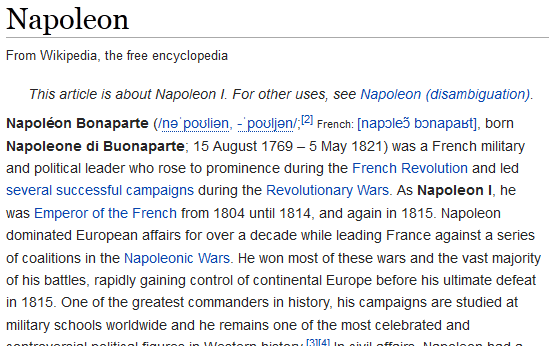 Napoleon
From Wikipedia, the free encyclopedia
This article is about Napoleon I. For other uses, see Napoleon (disambiguation).
Napoléon Bonaparte (/nəˈpoʊliən, -ˈpoʊljən/;[2] French: [napɔleɔ̃ bɔnapaʁt], born
Napoleone di Buonaparte; 15 August 1769 – 5 May 1821) was a French military
and political leader who rose to prominence during the French Revolution and led
several successful campaigns during the Revolutionary Wars. As Napoleon I, he
was Emperor of the French from 1804 until 1814, and again in 1815. Napoleon
dominated European affairs for over a decade while leading France against a series
of coalitions in the Napoleonic Wars. He won most of these wars and the vast majority
of his battles, rapidly gaining control of continental Europe before his ultimate defeat
in 1815. One of the greatest commanders in history, his campaigns are studied at
military schools worldwide and he remains one of the most celebrated and
controversial political figures in Western history.[3][4] In civil affairs, Napoleon had a